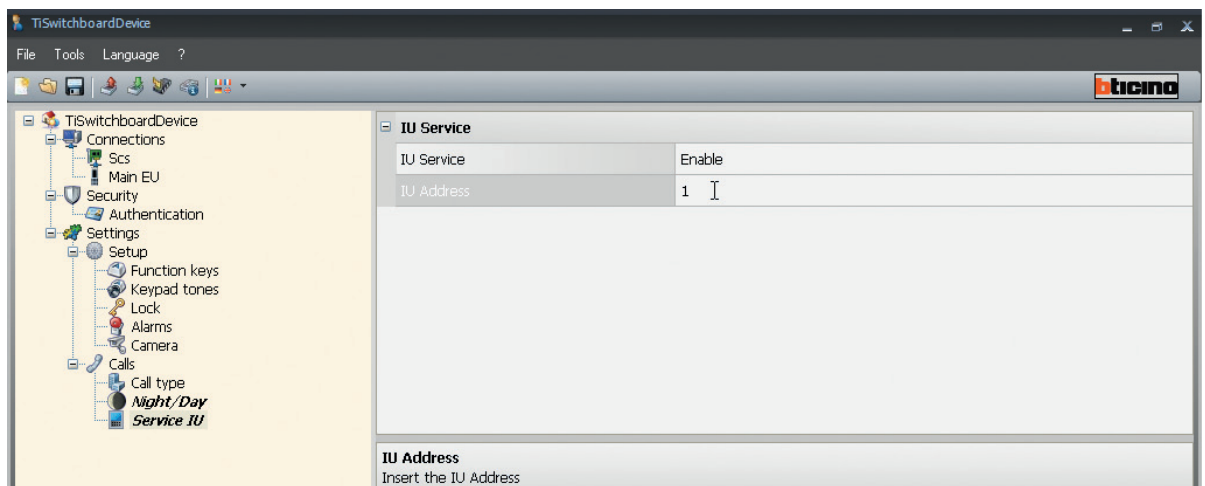 TiSwitchboardDevice
File Tools Language ?
bticino
TiSwitchboardDevice
Connections
Scs
Main EU
Security
Authentication
Settings
Setup
Function keys
Keypad tones
Lock
Alarms
Camera
Calls
Call type
Night/Day
Service IU
IU Service
IU Service Enable
IU Address 1
IU Address
Insert the IU Address